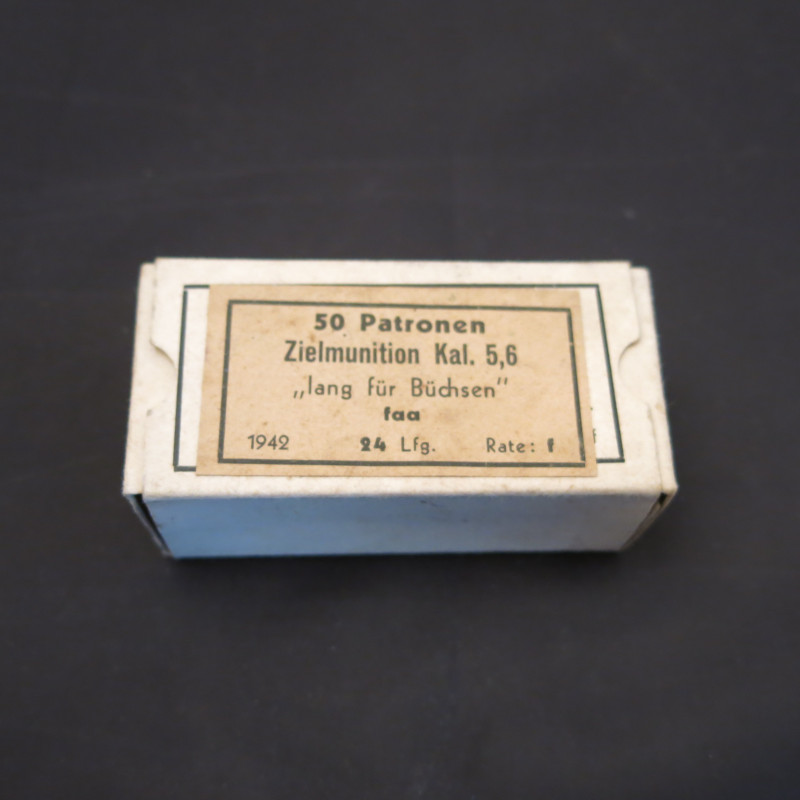 50 Patronen
Zielmunition Kal. 5,6
„lang für Büchsen"
faa
1942 24 Lfg. Rate: f
f